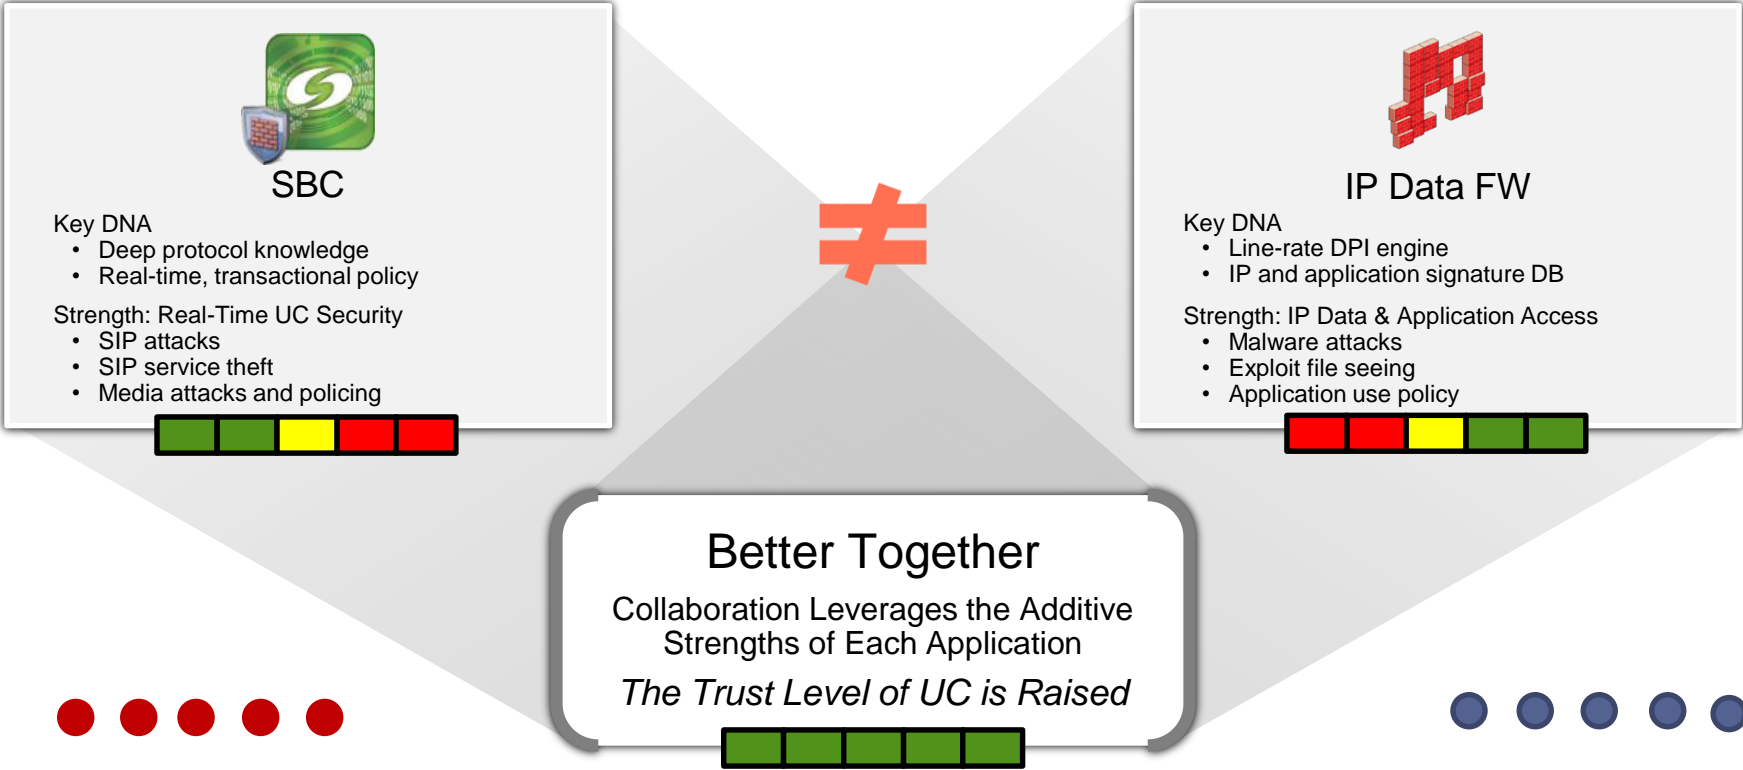 SBC
Key DNA
• Deep protocol knowledge
• Real-time, transactional policy
Strength: Real-Time UC Security
• SIP attacks
• SIP service theft
• Media attacks and policing
≠
IP Data FW
Key DNA
• Line-rate DPI engine
• IP and application signature DB
Strength: IP Data & Application Access
• Malware attacks
• Exploit file seeing
• Application use policy
Better Together
Collaboration Leverages the Additive
Strengths of Each Application
The Trust Level of UC is Raised